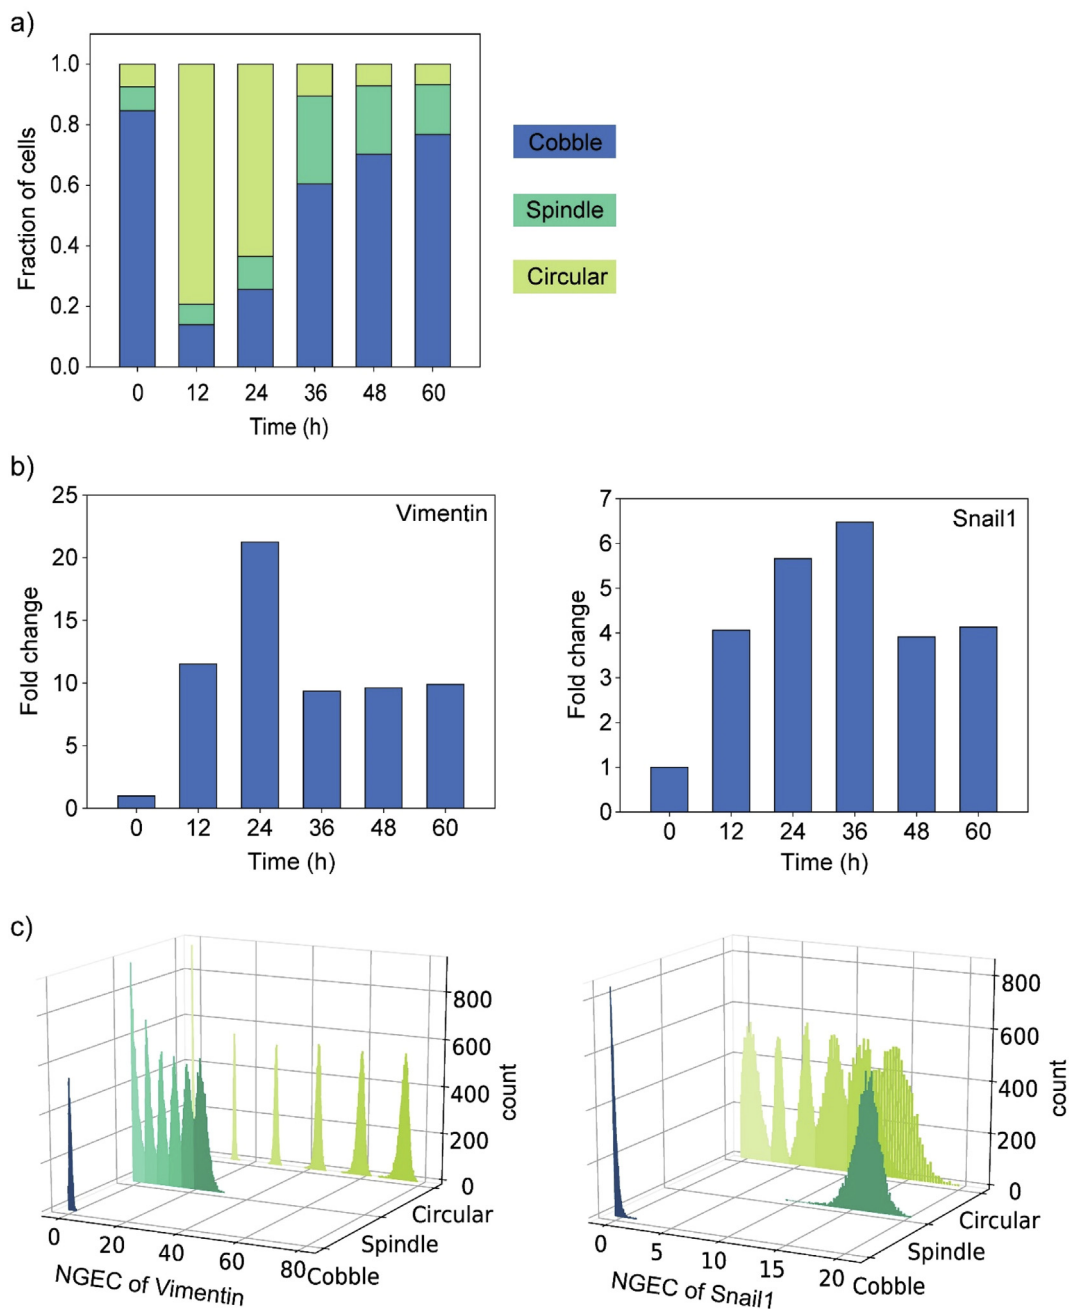 a)
1.0
0.8
0.6
0.4
0.2
0.0
Fraction of cells
0 12 24 36 48 60
Time (h)
Cobble
Spindle
Circular
b)
25
20
15
10
5
0
Fold change
Vimentin
0 12 24 36 48 60
Time (h)
7
6
5
4
3
2
1
0
Fold change
Snail1
0 12 24 36 48 60
Time (h)
c)
800
600
400
200
0
count
Circular
Spindle
Cobble
0 20 40 60 80
NGEC of Vimentin
800
600
400
200
0
count
Circular
Spindle
Cobble
0 5 10 15 20
NGEC of Snail1